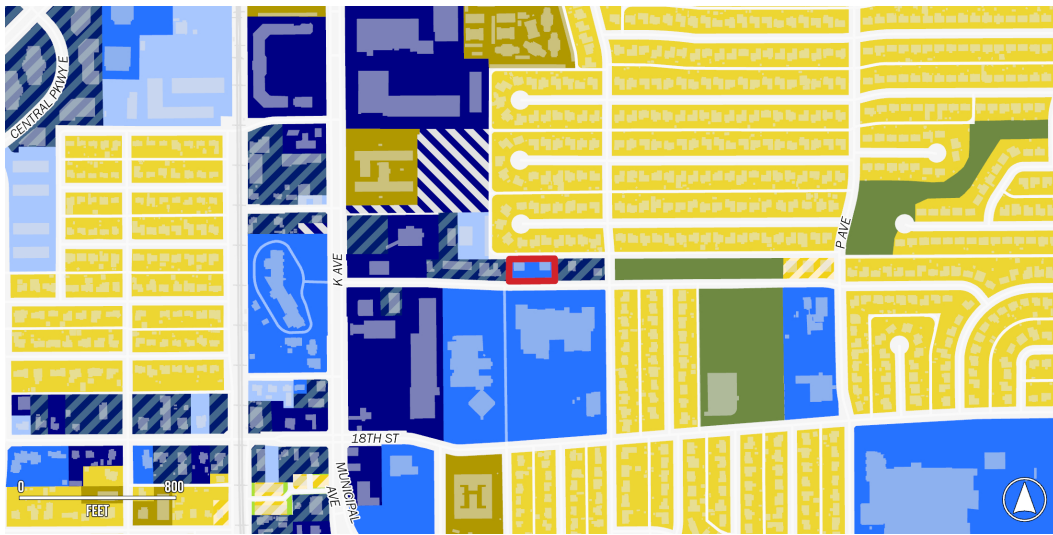 CENTRAL PKWY E
P AVE
K AVE
18TH ST
MUNICIPAL
AVE
0 800
FEET